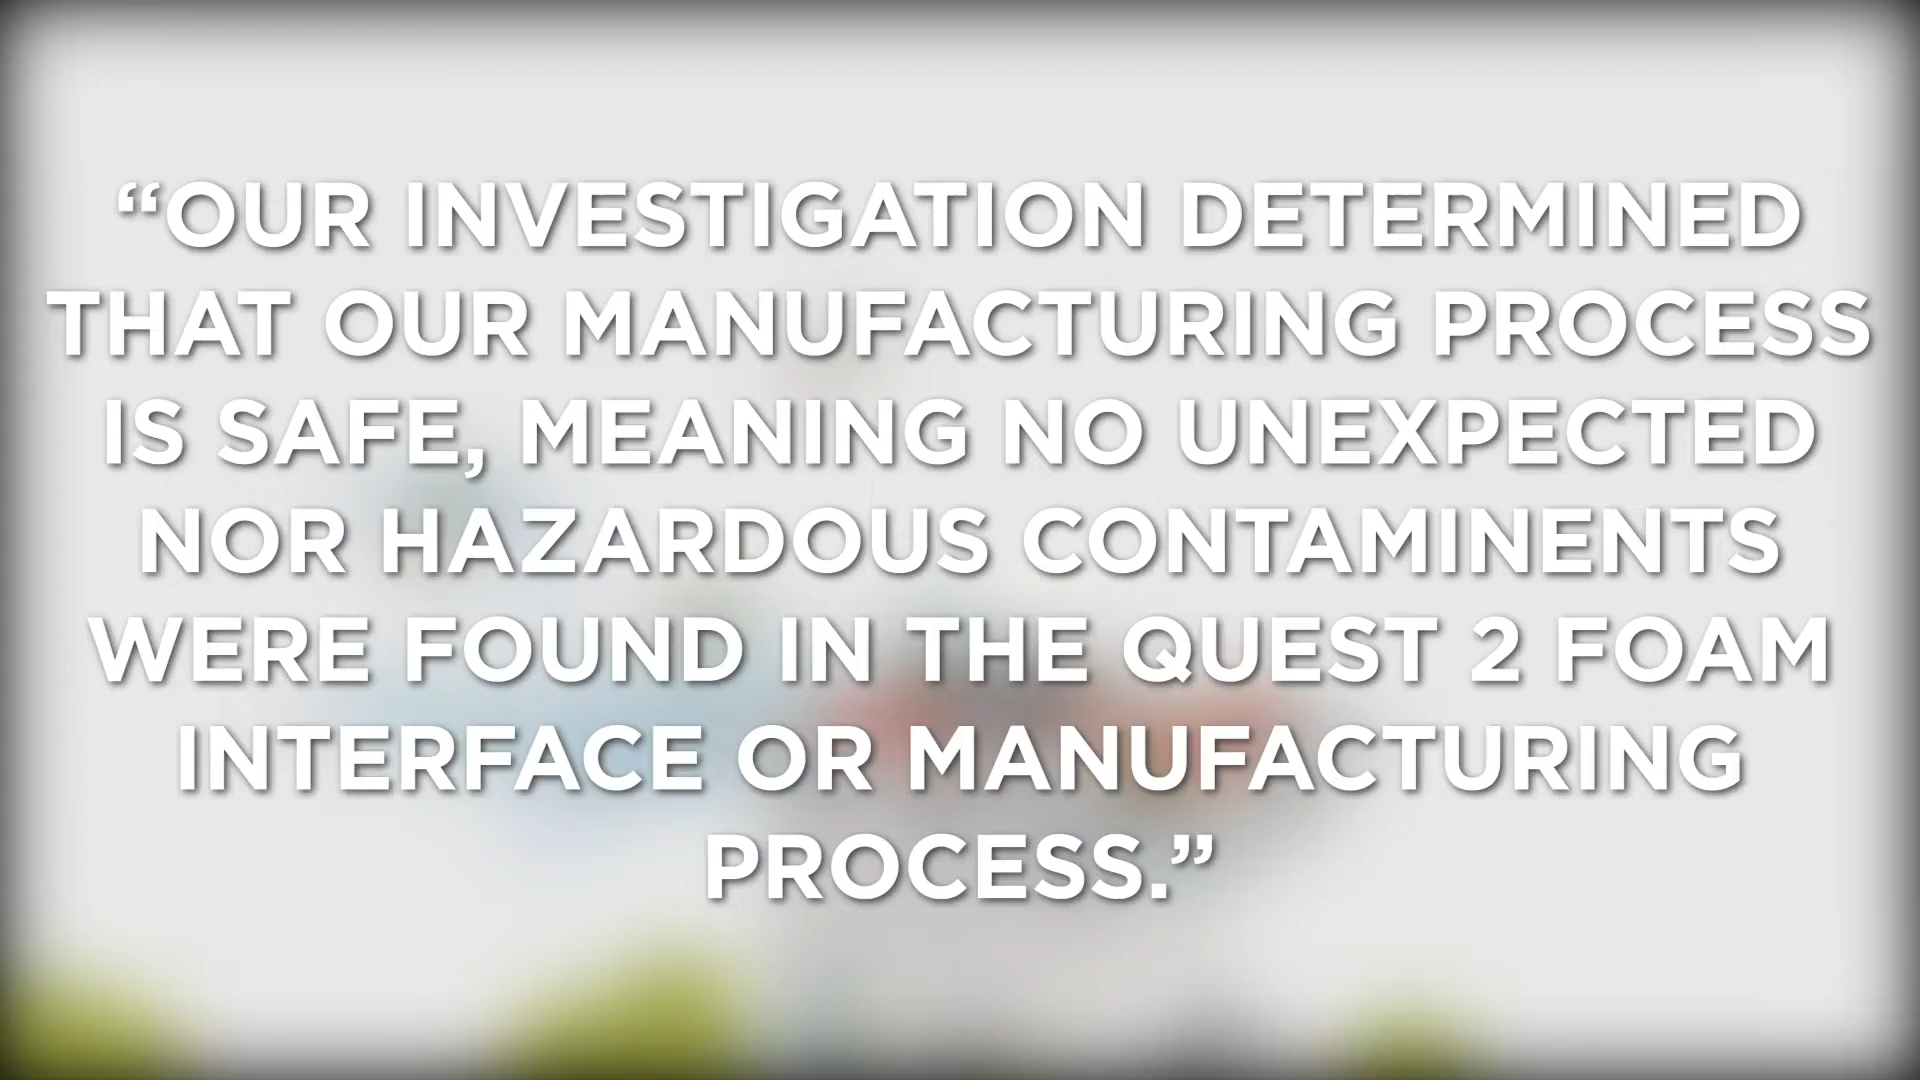 “OUR INVESTIGATION DETERMINED
THAT OUR MANUFACTURING PROCESS
IS SAFE, MEANING NO UNEXPECTED
NOR HAZARDOUS CONTAMINENTS
WERE FOUND IN THE QUEST 2 FOAM
INTERFACE OR MANUFACTURING
PROCESS.”